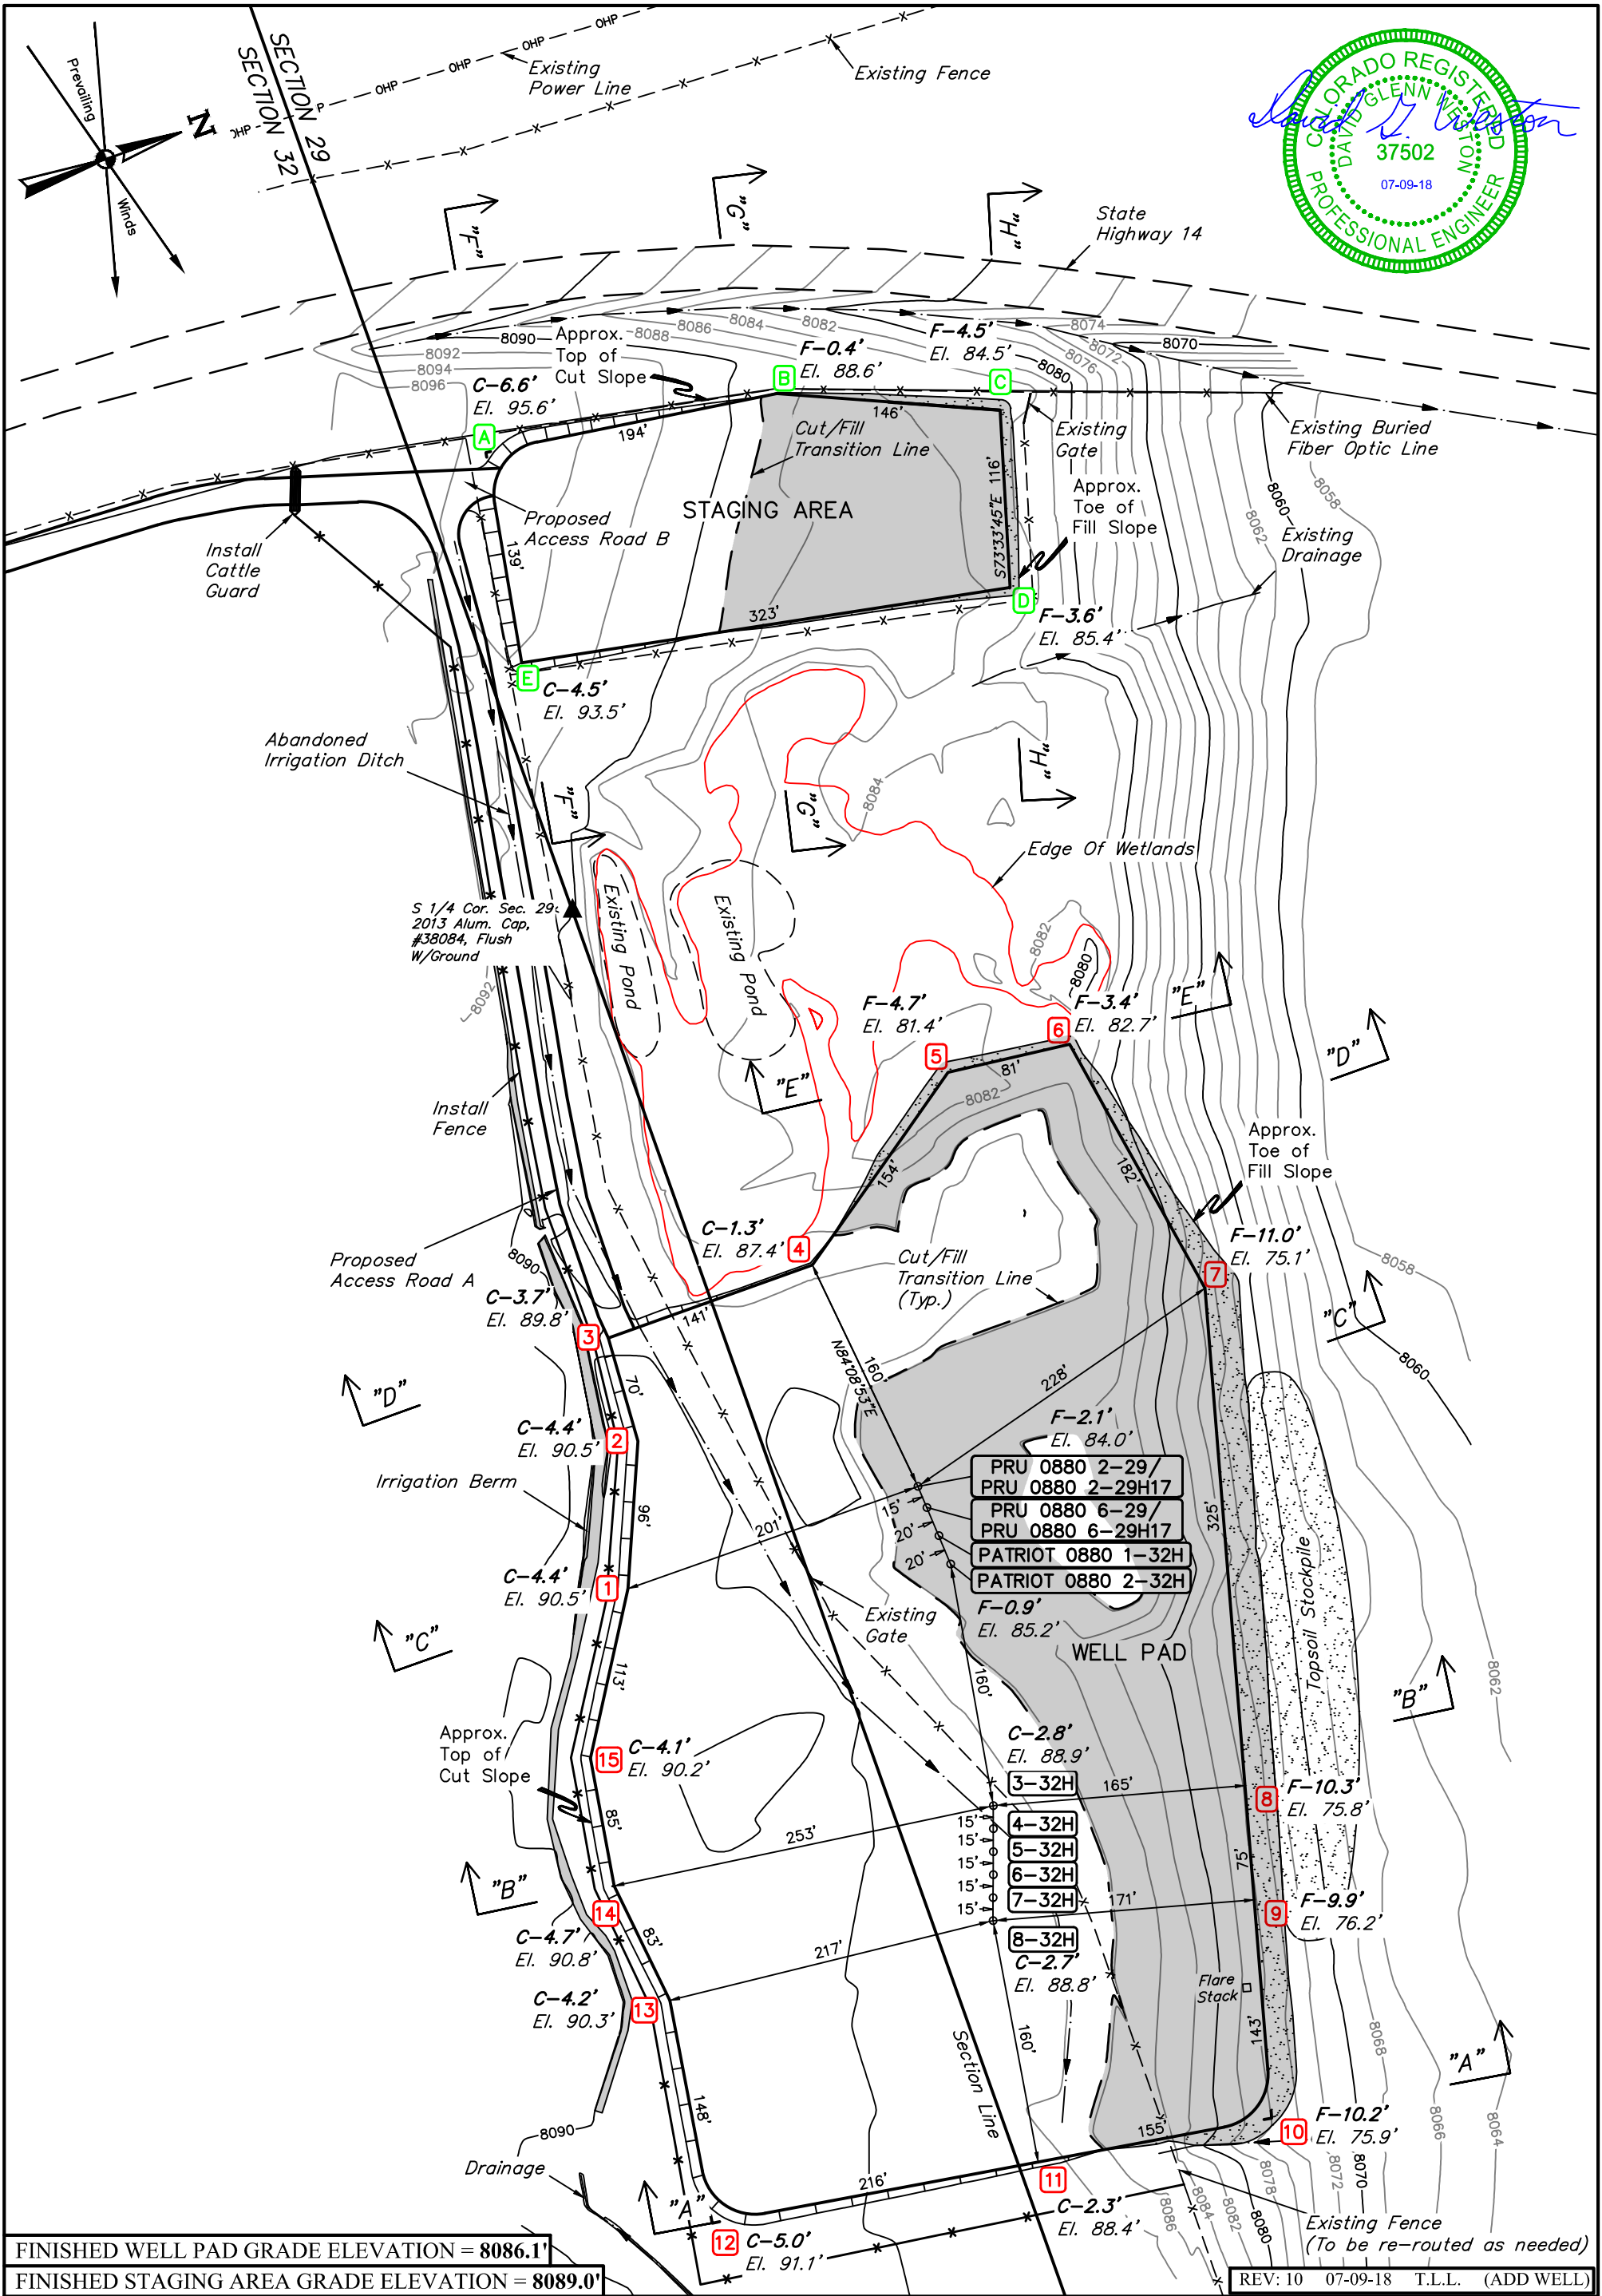 Prevailing
Winds
N
SECTION 29
SECTION 32
OHP
OHP
OHP
OHP
OHP
Existing
Power Line
Existing Fence
COLORADO REGISTERED
DAVID GLENN WESTON
37502
07-09-18
PROFESSIONAL ENGINEER
David G. Weston
State
Highway 14
"F"
"G"
"H"
8090
8092
8094
8096
8088
8086
8084
8082
8080
8076
8074
8072
8070
Approx.
Top of
Cut Slope
F-0.4'
El. 88.6'
F-4.5'
El. 84.5'
C-6.6'
El. 95.6'
A
B
C
194'
146'
Cut/Fill
Transition Line
Existing
Gate
Existing Buried
Fiber Optic Line
STAGING AREA
S73°33'45"E 116'
Approx.
Toe of
Fill Slope
8058
8060
8062
Existing
Drainage
Proposed
Access Road B
139'
Install
Cattle
Guard
323'
D
F-3.6'
El. 85.4'
E
C-4.5'
El. 93.5'
Abandoned
Irrigation Ditch
"F"
"G"
"H"
8084
Edge Of Wetlands
S 1/4 Cor. Sec. 29
2013 Alum. Cap,
#38084, Flush
W/Ground
Existing Pond
Existing Pond
8092
8082
8080
F-4.7'
El. 81.4'
F-3.4'
El. 82.7'
"E"
"D"
5
6
81'
8082
"E"
Install
Fence
154'
182'
Approx.
Toe of
Fill Slope
C-1.3'
El. 87.4'
4
F-11.0'
El. 75.1'
7
8058
Proposed
Access Road A
8090
Cut/Fill
Transition Line
(Typ.)
C-3.7'
El. 89.8'
3
141'
"C"
8060
N84°08'53"E
160'
228'
"D"
70'
C-4.4'
El. 90.5'
2
F-2.1'
El. 84.0'
Irrigation Berm
96'
PRU 0880 2-29/
PRU 0880 2-29H17
PRU 0880 6-29/
PRU 0880 6-29H17
PATRIOT 0880 1-32H
PATRIOT 0880 2-32H
15'
20'
20'
201'
325'
Topsoil Stockpile
C-4.4'
El. 90.5'
1
F-0.9'
El. 85.2'
Existing
Gate
"C"
WELL PAD
160'
113'
8062
"B"
Approx.
Top of
Cut Slope
15
C-4.1'
El. 90.2'
C-2.8'
El. 88.9'
3-32H
165'
8
F-10.3'
El. 75.8'
85'
253'
15'
15'
15'
15'
15'
4-32H
5-32H
6-32H
7-32H
8-32H
75'
171'
"B"
14
C-4.7'
El. 90.8'
83'
217'
9
F-9.9'
El. 76.2'
C-2.7'
El. 88.8'
Flare
Stack
C-4.2'
El. 90.3'
13
160'
143'
Section Line
8068
"A"
148'
155'
10
F-10.2'
El. 75.9'
8090
Drainage
8066
8064
216'
11
C-2.3'
El. 88.4'
8086
8084
8082
8080
8078
8072
8070
"A"
12
C-5.0'
El. 91.1'
Existing Fence
(To be re-routed as needed)
FINISHED WELL PAD GRADE ELEVATION = 8086.1'
FINISHED STAGING AREA GRADE ELEVATION = 8089.0'
REV: 10 07-09-18 T.L.L. (ADD WELL)